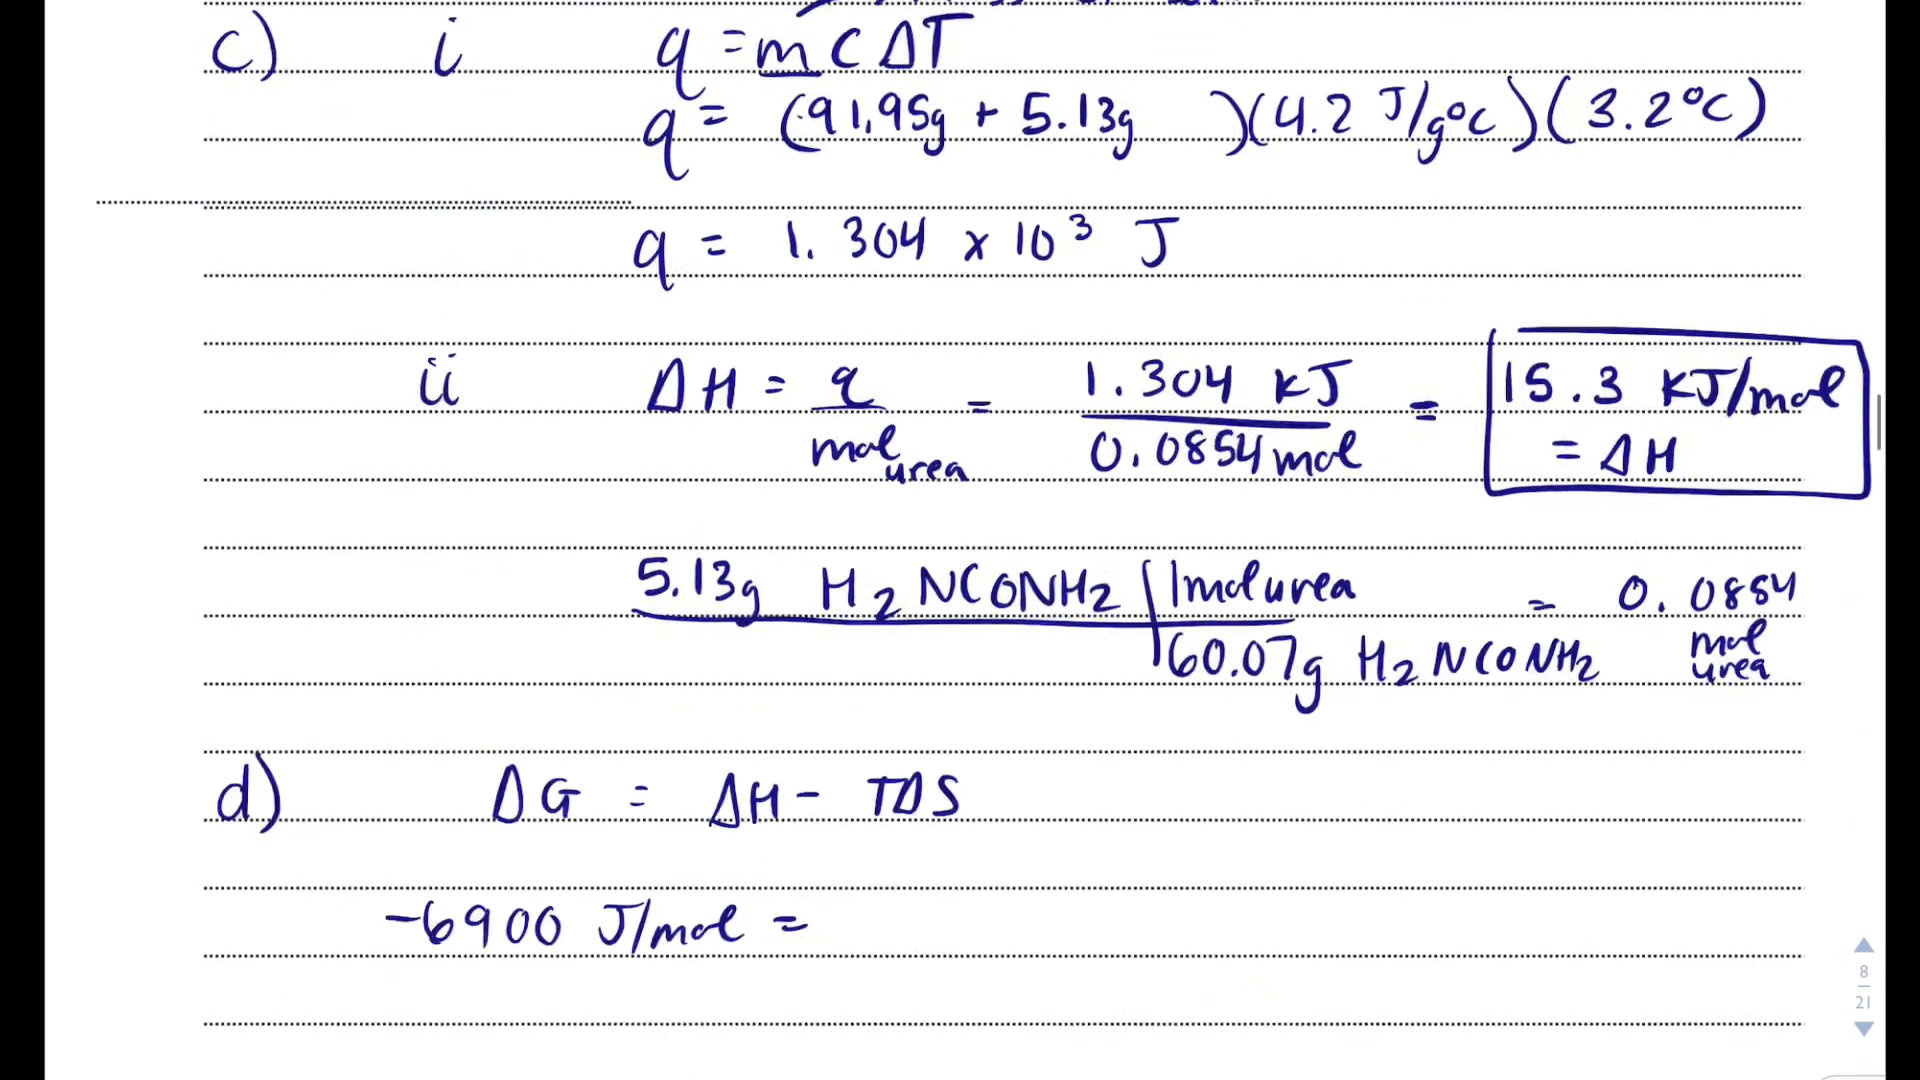 c) i q = mCΔT
q = (91.95g + 5.13g )(4.2 J/g°C)(3.2°C)
q = 1.304 x 10³ J
ii ΔH = q / mol urea = 1.304 KJ / 0.0854 mol = 15.3 KJ/mol
= ΔH
5.13g H₂NCONH₂ | 1 mol urea = 0.0854 mol urea
60.07g H₂NCONH₂
d) ΔG = ΔH - TΔS
-6900 J/mol =
8
21